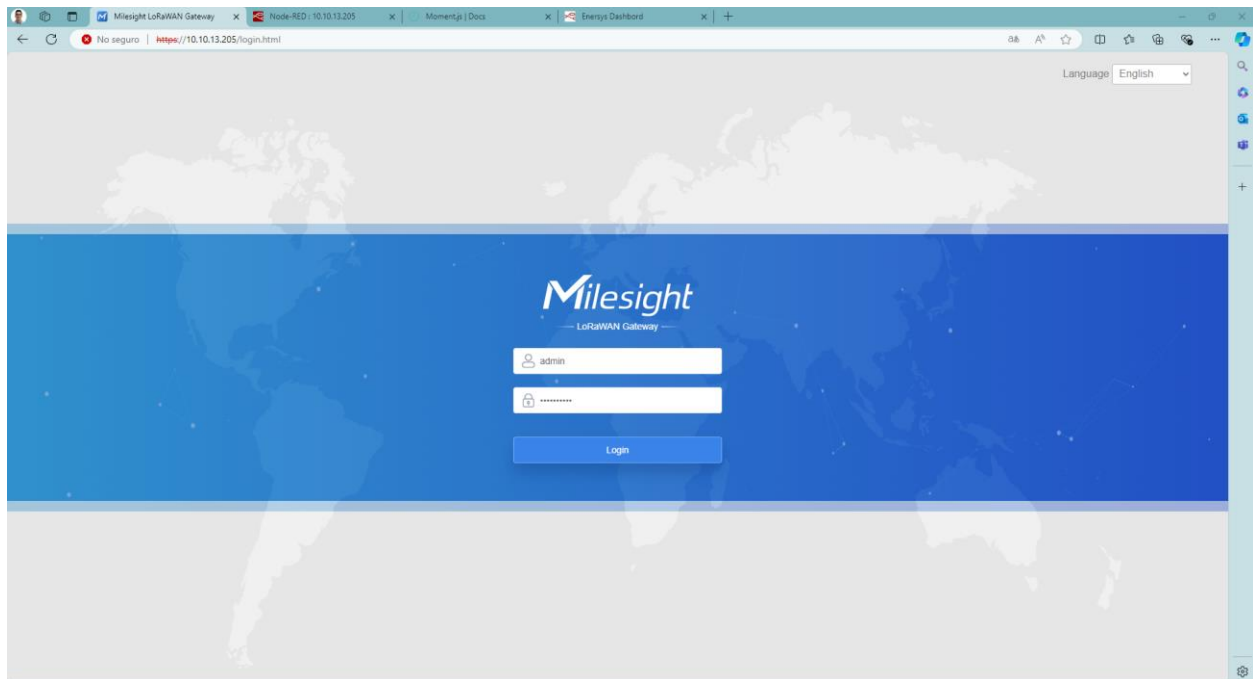 Milesight LoRaWAN Gateway
Node-RED : 10.10.13.205
Moment.js | Docs
Enersys Dashbord
No seguro | https://10.10.13.205/login.html
Language English
Milesight
LoRaWAN Gateway
admin
Login